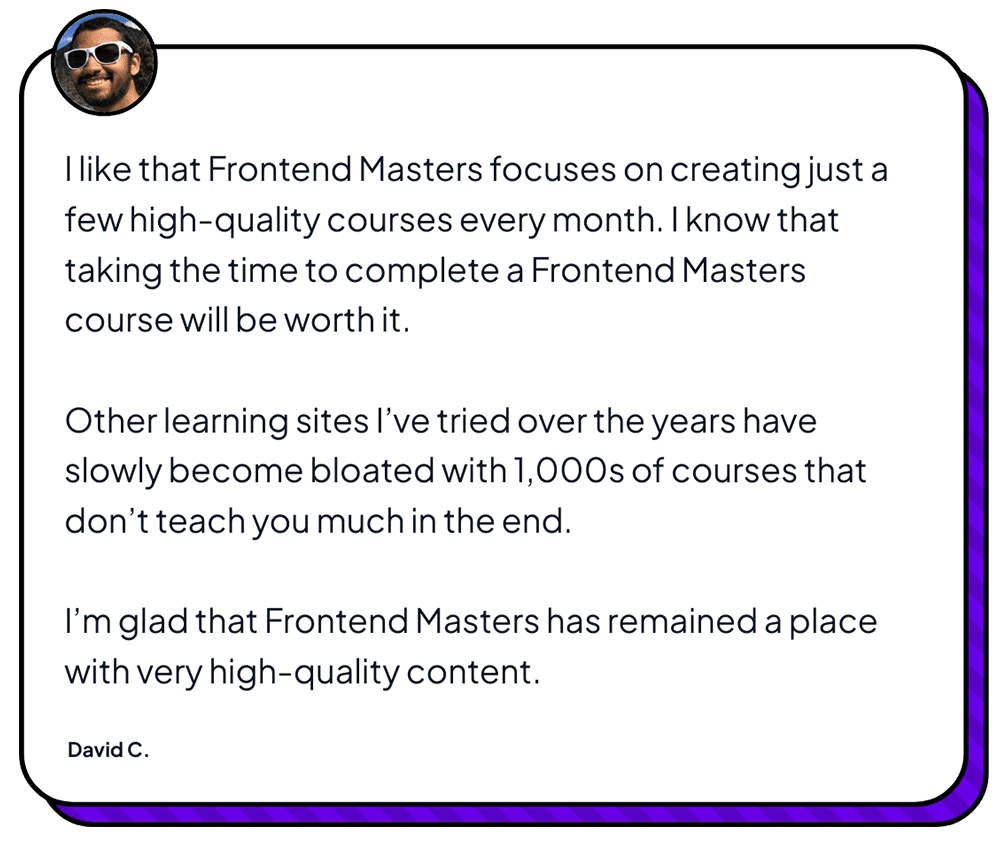 I like that Frontend Masters focuses on creating just a
few high-quality courses every month. I know that
taking the time to complete a Frontend Masters
course will be worth it.
Other learning sites I’ve tried over the years have
slowly become bloated with 1,000s of courses that
don’t teach you much in the end.
I’m glad that Frontend Masters has remained a place
with very high-quality content.
David C.